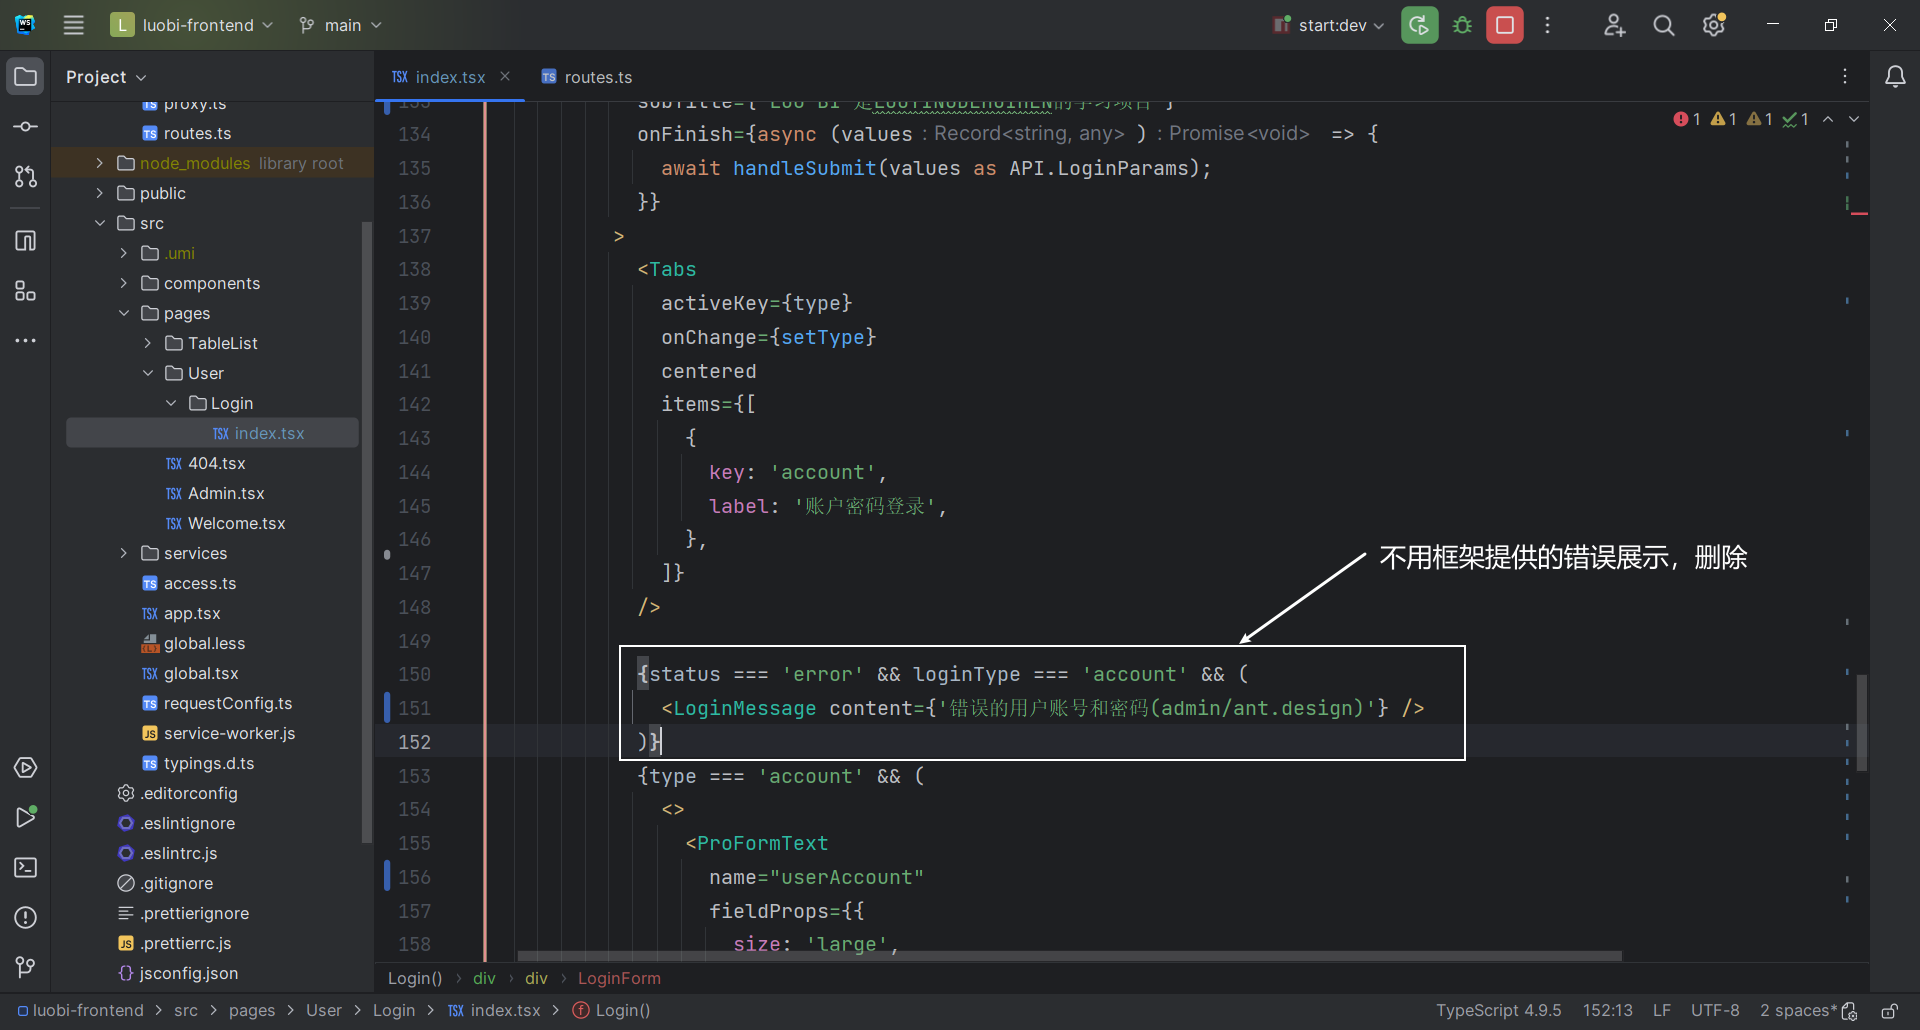 L luobi-frontend main start:dev
Project
index.tsx
routes.ts
proxy.ts
routes.ts
node_modules library root
public
src
.umi
components
pages
TableList
User
Login
index.tsx
404.tsx
Admin.tsx
Welcome.tsx
services
access.ts
app.tsx
global.less
global.tsx
requestConfig.ts
service-worker.js
typings.d.ts
.editorconfig
.eslintignore
.eslintrc.js
.gitignore
.prettierignore
.prettierrc.js
jsconfig.json
1 1 1 1
134 onFinish={async (values : Record<string, any> ) : Promise<void> => {
135 await handleSubmit(values as API.LoginParams);
136 }}
137 >
138 <Tabs
139 activeKey={type}
140 onChange={setType}
141 centered
142 items={[
143 {
144 key: 'account',
145 label: '账户密码登录',
146 },
147 ]}
148 />
149
不用框架提供的错误展示，删除
150 {status === 'error' && loginType === 'account' && (
151 <LoginMessage content={'错误的用户账号和密码(admin/ant.design)'} />
152 )}
153 {type === 'account' && (
154 <>
155 <ProFormText
156 name="userAccount"
157 fieldProps={{
158 size: 'large',
Login() › div › div › LoginForm
luobi-frontend > src > pages > User > Login > index.tsx > Login()
TypeScript 4.9.5 152:13 LF UTF-8 2 spaces*